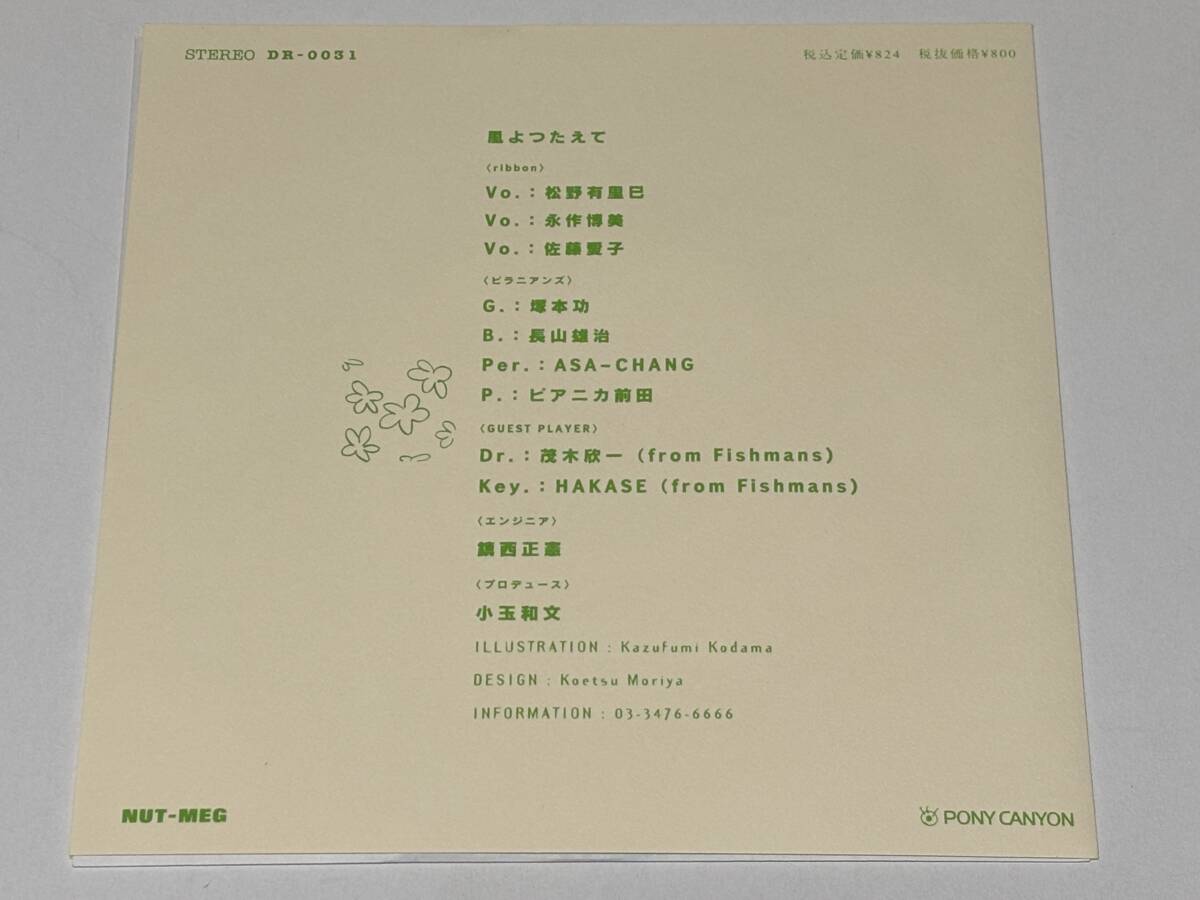 STEREO DR-0031
税込定価¥824 税抜価格¥800
風よつたえて
〈ribbon〉
Vo.：松野有里巳
Vo.：永作博美
Vo.：佐藤愛子
〈ピラニアンズ〉
G.：塚本功
B.：長山雄治
Per.：ASA-CHANG
P.：ピアニカ前田
〈GUEST PLAYER〉
Dr.：茂木欣一 (from Fishmans)
Key.：HAKASE (from Fishmans)
〈エンジニア〉
鎮西正憲
〈プロデュース〉
小玉和文
ILLUSTRATION : Kazufumi Kodama
DESIGN : Koetsu Moriya
INFORMATION : 03-3476-6666
NUT-MEG
PONY CANYON